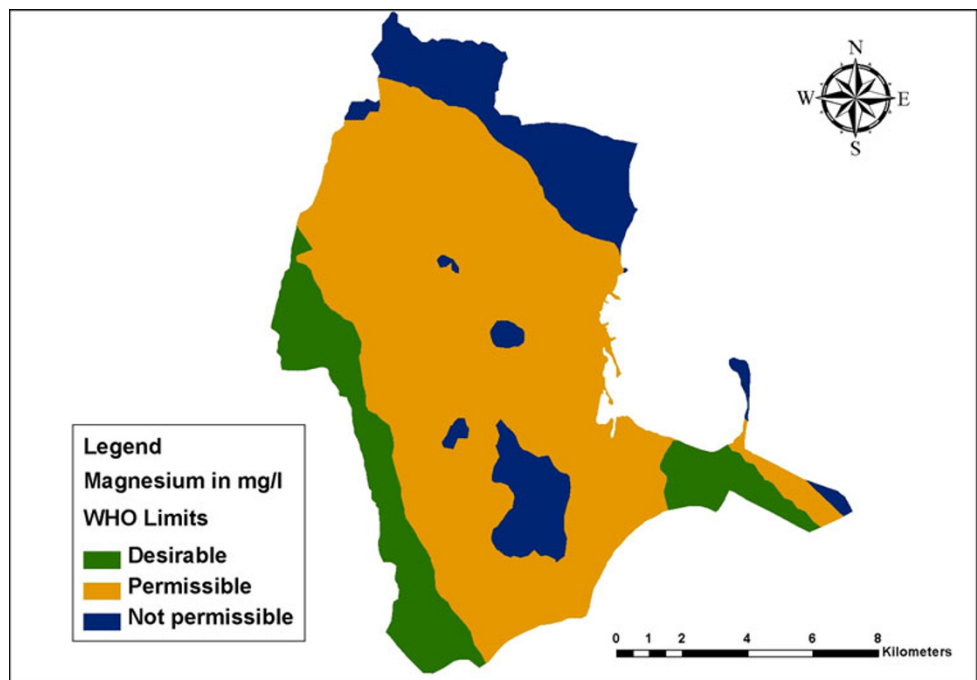 N
W E
S
Legend
Magnesium in mg/l
WHO Limits
Desirable
Permissible
Not permissible
0 1 2 4 6 8
Kilometers